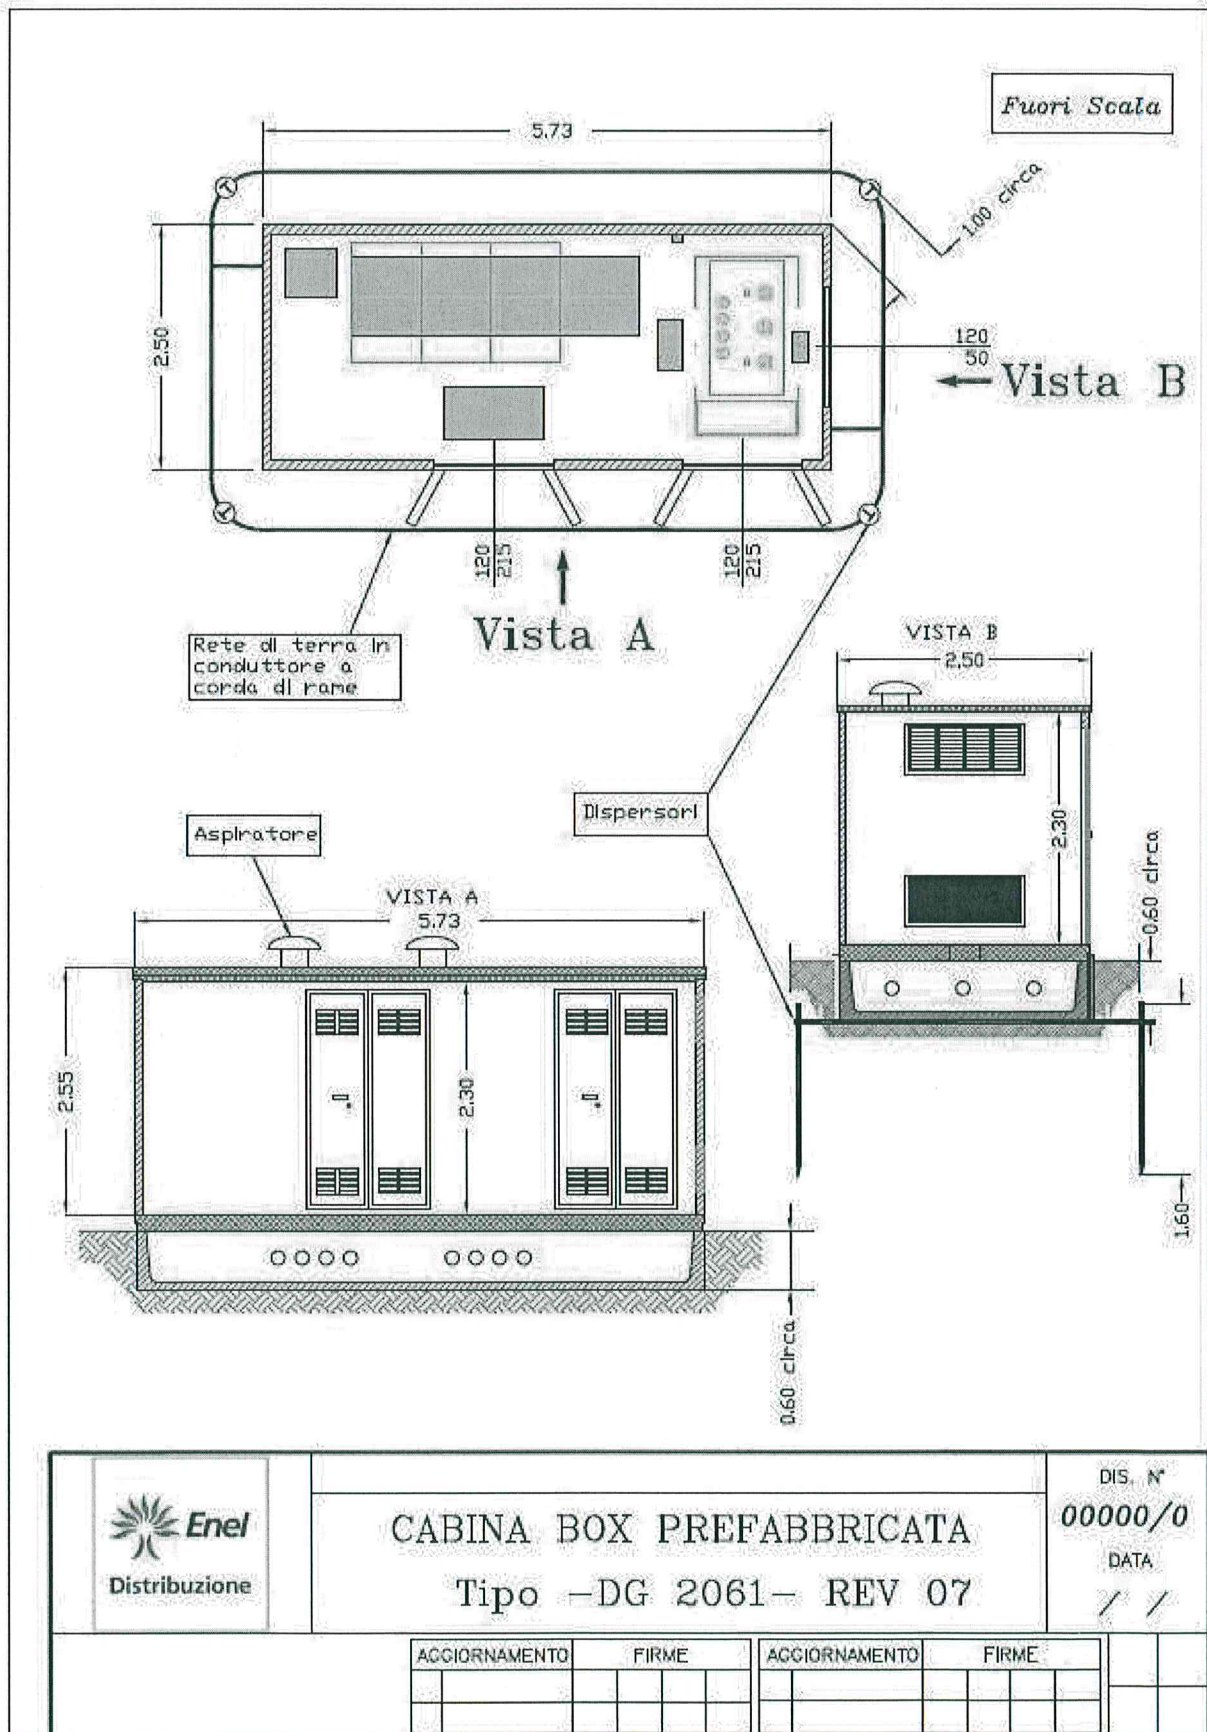 Fuori Scala
5.73
1.00 circa
2.50
120
50
Vista B
120
215
120
215
Vista A
Rete di terra in
conduttore a
corda di rame
VISTA B
2.50
Dispersori
2.30
0.60 circa
Aspiratore
VISTA A
5.73
2.55
2.30
1.60
0.60 circa
Enel
Distribuzione
CABINA BOX PREFABBRICATA
Tipo -DG 2061- REV 07
DIS. N°
00000/0
DATA
/ /
AGGIORNAMENTO FIRME AGGIORNAMENTO FIRME